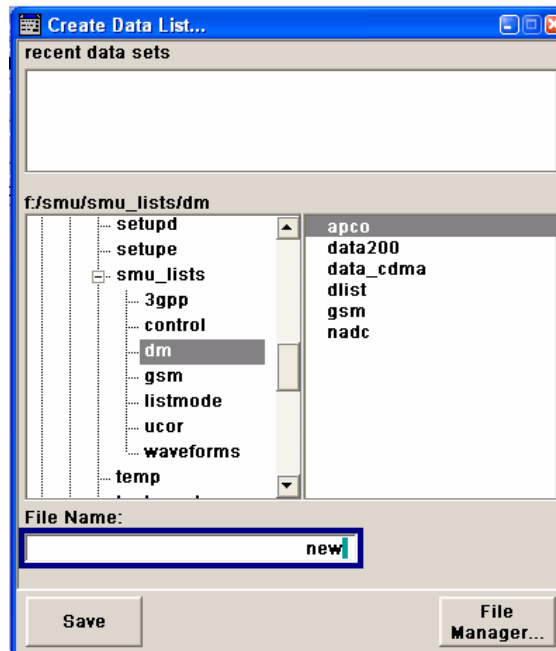 Create Data List...
recent data sets
f:/smu/smu_lists/dm
setupd
setupe
smu_lists
3gpp
control
dm
gsm
listmode
ucor
waveforms
temp
apco
data200
data_cdma
dlist
gsm
nadc
File Name:
new
Save
File
Manager...